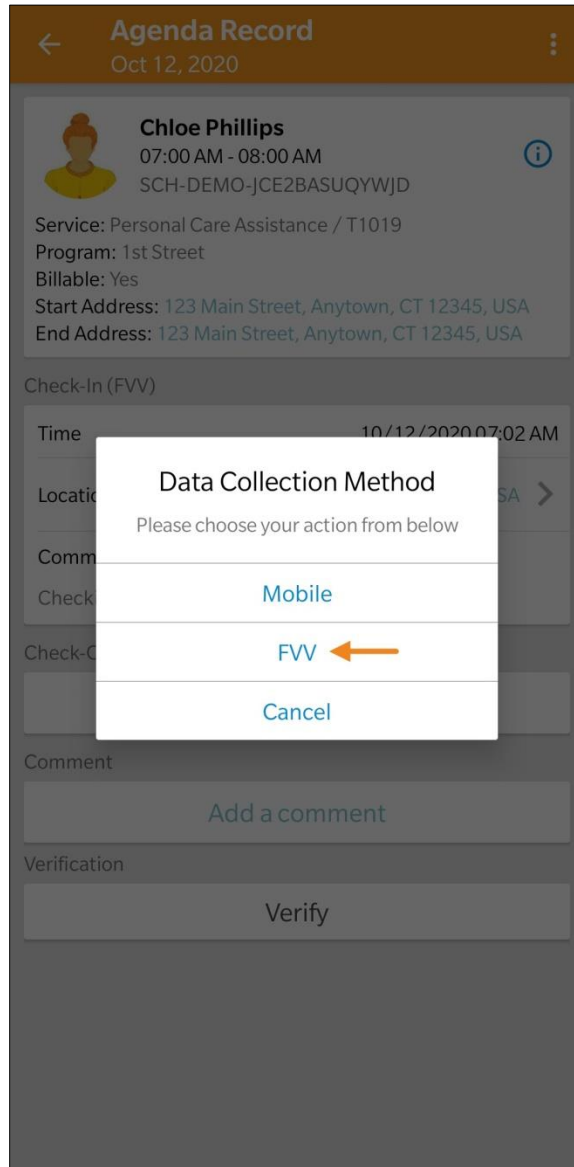 Agenda Record
Oct 12, 2020
Chloe Phillips
07:00 AM - 08:00 AM
SCH-DEMO-JCE2BASUQYWJD
Service: Personal Care Assistance / T1019
Program: 1st Street
Billable: Yes
Start Address: 123 Main Street, Anytown, CT 12345, USA
End Address: 123 Main Street, Anytown, CT 12345, USA
Check-In (FVV)
Time 10/12/2020 07:02 AM
Data Collection Method
Please choose your action from below
Mobile
FVV
Cancel
Comment
Add a comment
Verification
Verify